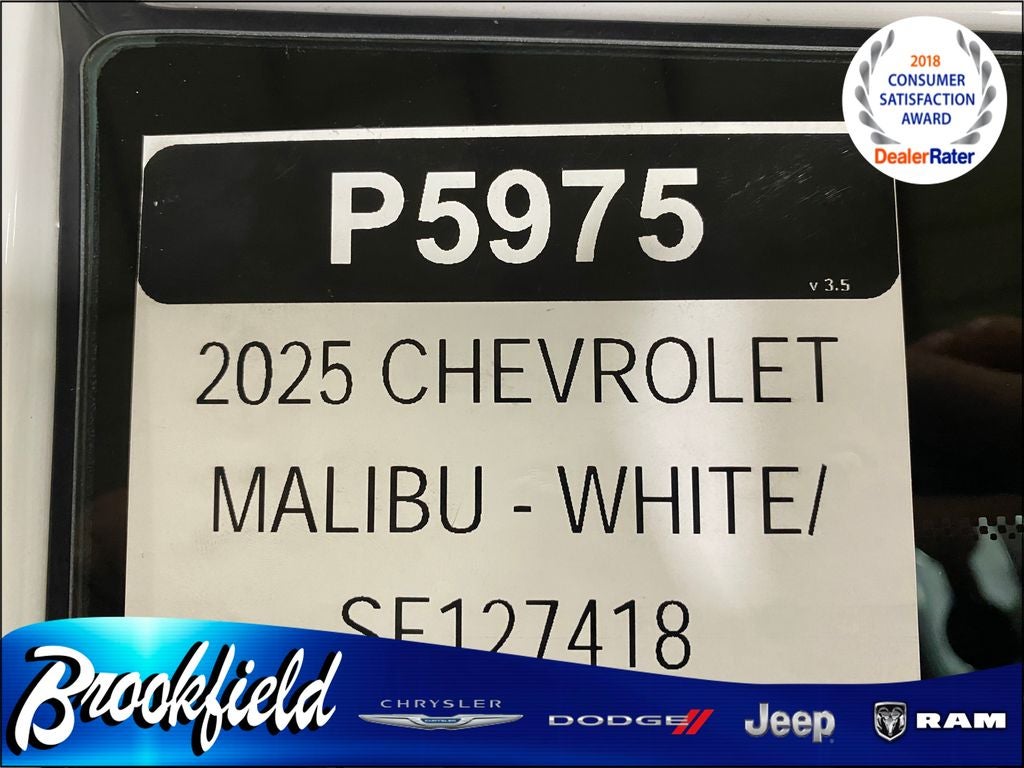 2018
CONSUMER
SATISFACTION
AWARD
DealerRater
P5975
v 3.5
2025 CHEVROLET
MALIBU - WHITE/
SF127418
Brookfield
CHRYSLER
DODGE
Jeep
RAM